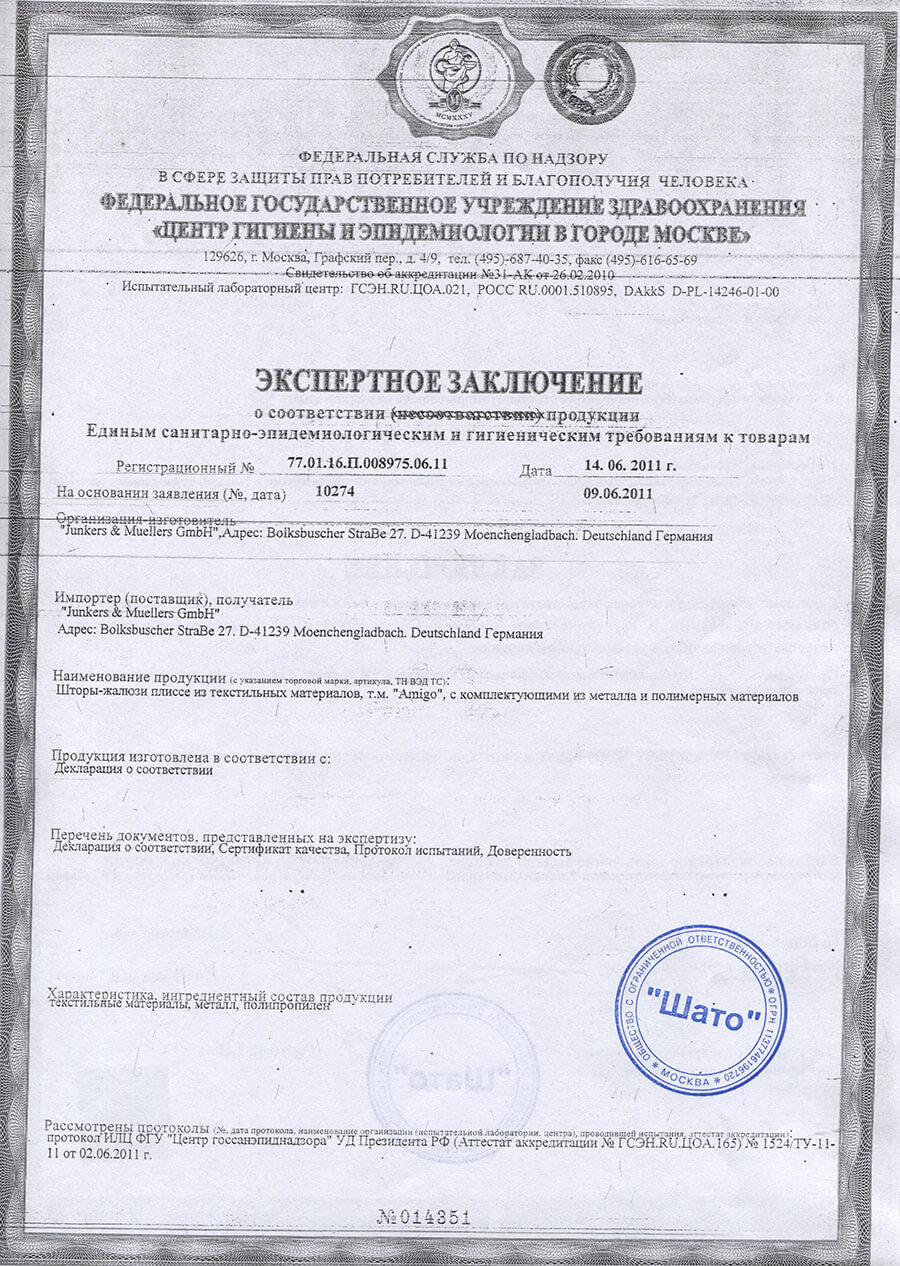 МСМХХХV
ФЕДЕРАЛЬНАЯ СЛУЖБА ПО НАДЗОРУ
В СФЕРЕ ЗАЩИТЫ ПРАВ ПОТРЕБИТЕЛЕЙ И БЛАГОПОЛУЧИЯ ЧЕЛОВЕКА
ФЕДЕРАЛЬНОЕ ГОСУДАРСТВЕННОЕ УЧРЕЖДЕНИЕ ЗДРАВООХРАНЕНИЯ
«ЦЕНТР ГИГИЕНЫ И ЭПИДЕМИОЛОГИИ В ГОРОДЕ МОСКВЕ»
129626, г. Москва, Графский пер., д. 4/9, тел. (495)-687-40-35, факс (495)-616-65-69
Свидетельство об аккредитации №31-АК от 26.02.2010
Испытательный лабораторный центр: ГСЭН.RU.ЦОА.021, РОСС RU.0001.510895, DAkkS D-PL-14246-01-00
ЭКСПЕРТНОЕ ЗАКЛЮЧЕНИЕ
о соответствии (несоответствии) продукции
Единым санитарно-эпидемиологическим и гигиеническим требованиям к товарам
Регистрационный № 77.01.16.П.008975.06.11 Дата 14. 06. 2011 г.
На основании заявления (№, дата) 10274 09.06.2011
Организация-изготовитель
"Junkers & Muellers GmbH",Адрес: Bolksbuscher StraBe 27. D-41239 Moenchengladbach. Deutschland Германия
Импортер (поставщик), получатель
"Junkers & Muellers GmbH"
Адрес: Bolksbuscher StraBe 27. D-41239 Moenchengladbach. Deutschland Германия
Наименование продукции (с указанием торговой марки, артикула, ТН ВЭД ТС):
Шторы-жалюзи плиссе из текстильных материалов, т.м. "Amigo", с комплектующими из металла и полимерных материалов
Продукция изготовлена в соответствии с:
Декларация о соответствии
Перечень документов, представленных на экспертизу:
Декларация о соответствии, Сертификат качества, Протокол испытаний, Доверенность
ОБЩЕСТВО С ОГРАНИЧЕННОЙ ОТВЕТСТВЕННОСТЬЮ * ОГРН 1137746196720 * МОСКВА *
"Шато"
Характеристика, ингредиентный состав продукции
текстильные материалы, металл, полипропилен
Рассмотрены протоколы (№, дата протокола, наименование организации (испытательной лаборатории, центра), проводившей испытания, аттестат аккредитации):
протокол ИЛЦ ФГУ "Центр госсанэпиднадзора" УД Президента РФ (Аттестат аккредитации № ГСЭН.RU.ЦОА.165) № 1524/ТУ-11-
11 от 02.06.2011 г.
№014351